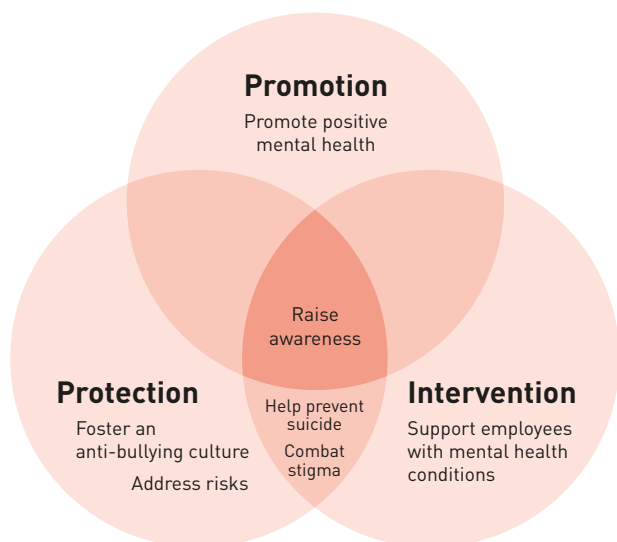 Promotion
Promote positive
mental health
Raise
awareness
Protection
Foster an
anti-bullying culture
Address risks
Help prevent
suicide
Combat
stigma
Intervention
Support employees
with mental health
conditions